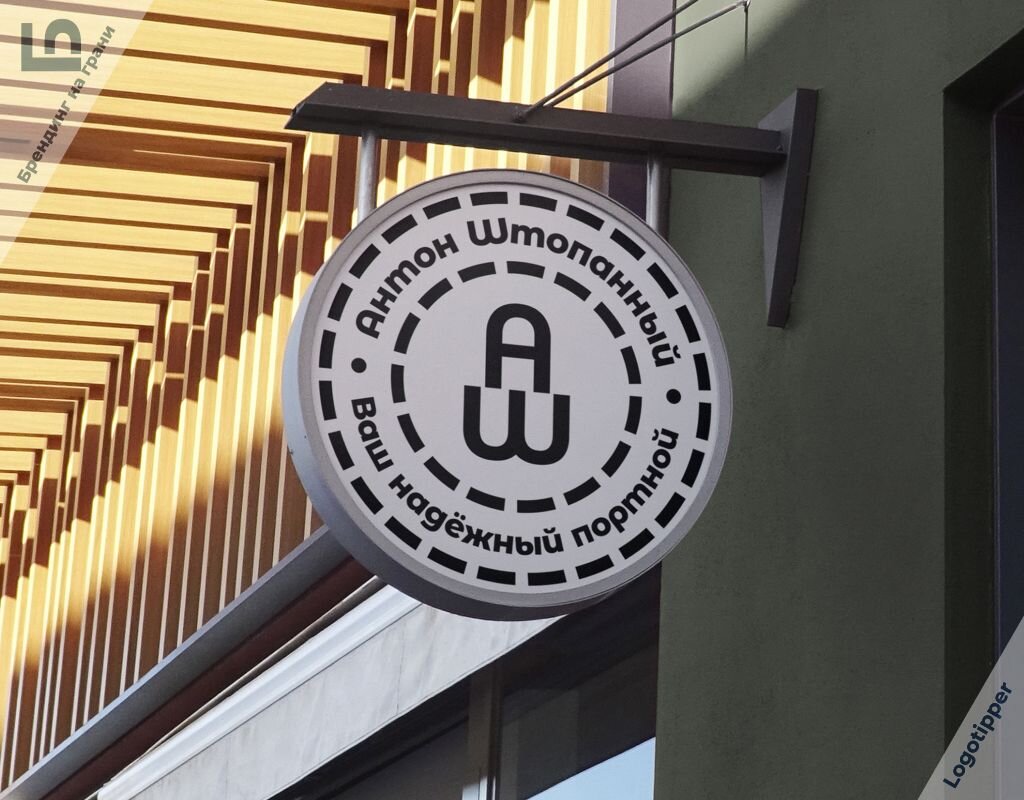 Брендинг на грани
Антон Штопанный
АШ
Ваш надёжный портной
Logotipper